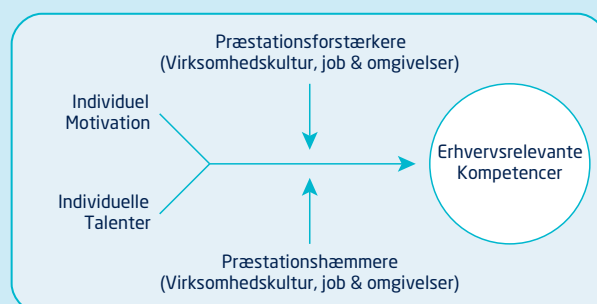 Præstationsforstærkere
(Virksomhedskultur, job & omgivelser)
Individuel
Motivation
Erhvervsrelevante
Kompetencer
Individuelle
Talenter
Præstationshæmmere
(Virksomhedskultur, job & omgivelser)